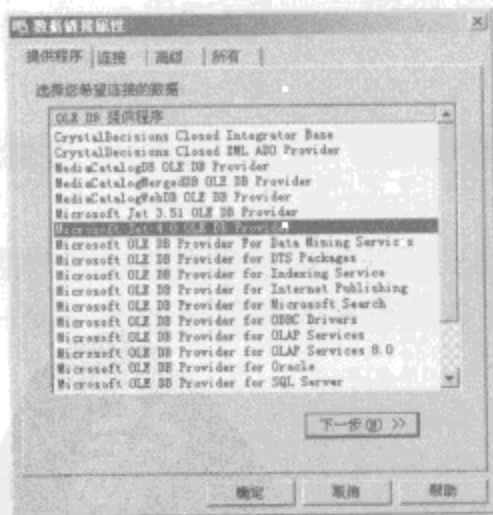 数据链接属性
提供程序 连接 高级 所有
选择您希望连接的数据
OLE DB 提供程序
CrystalDecisions Closed Integrator Base
CrystalDecisions Closed XML ADO Provider
MediaCatalogDB OLE DB Provider
MediaCatalogMergedDB OLE DB Provider
MediaCatalogWebDB OLE DB Provider
Microsoft Jet 3.51 OLE DB Provider
Microsoft Jet 4.0 OLE DB Provider
Microsoft OLE DB Provider For Data Mining Services
Microsoft OLE DB Provider for DTS Packages
Microsoft OLE DB Provider for Indexing Service
Microsoft OLE DB Provider for Internet Publishing
Microsoft OLE DB Provider for Microsoft Search
Microsoft OLE DB Provider for ODBC Drivers
Microsoft OLE DB Provider for OLAP Services
Microsoft OLE DB Provider for OLAP Services 8.0
Microsoft OLE DB Provider for Oracle
Microsoft OLE DB Provider for SQL Server
下一步(N) >>
确定 取消 帮助